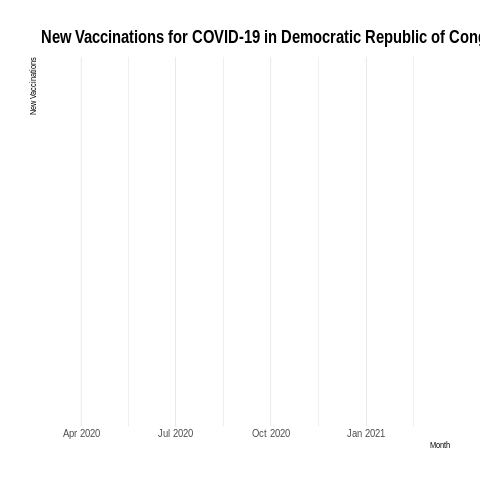 New Vaccinations for COVID-19 in Democratic Republic of Con
New Vaccinations
Apr 2020
Jul 2020
Oct 2020
Jan 2021
Month